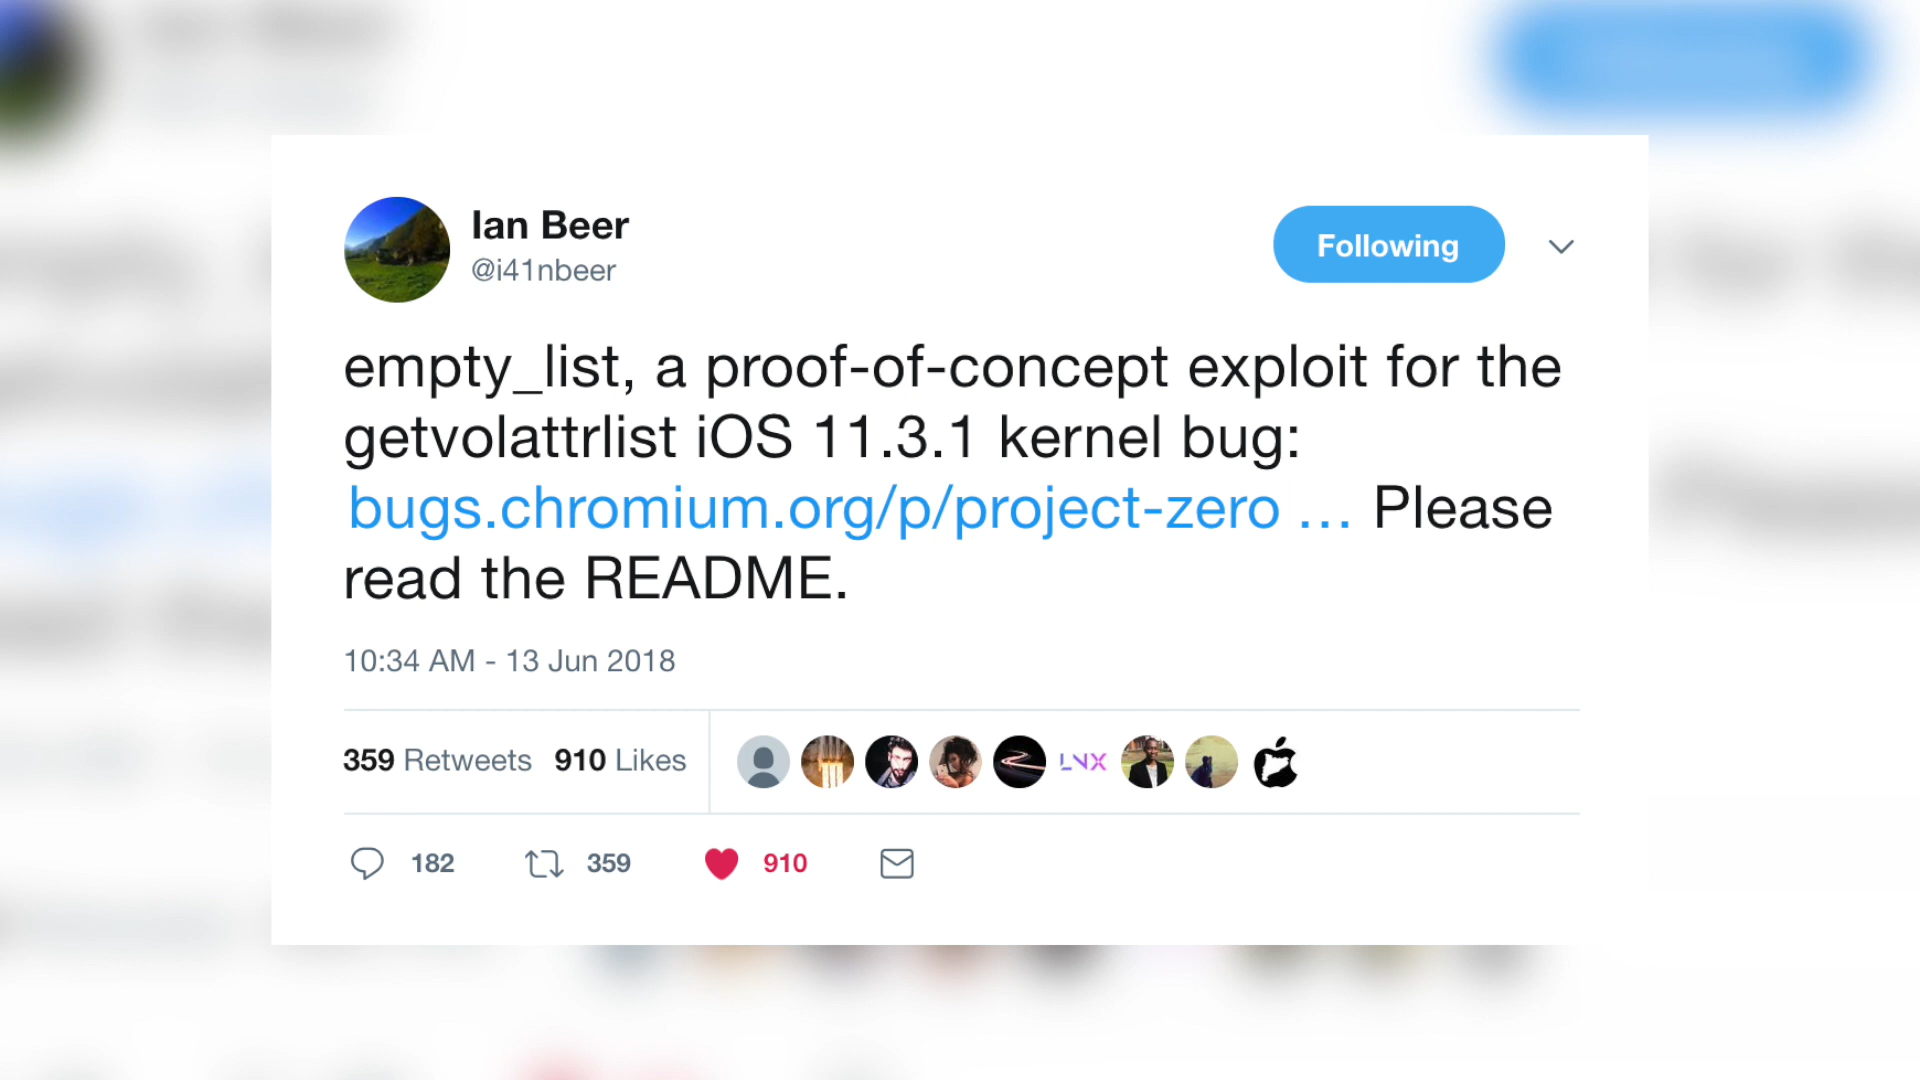 Ian Beer
@i41nbeer
Following
empty_list, a proof-of-concept exploit for the
getvolattrlist iOS 11.3.1 kernel bug:
bugs.chromium.org/p/project-zero … Please
read the README.
10:34 AM - 13 Jun 2018
359 Retweets 910 Likes
LNX
182 359 910